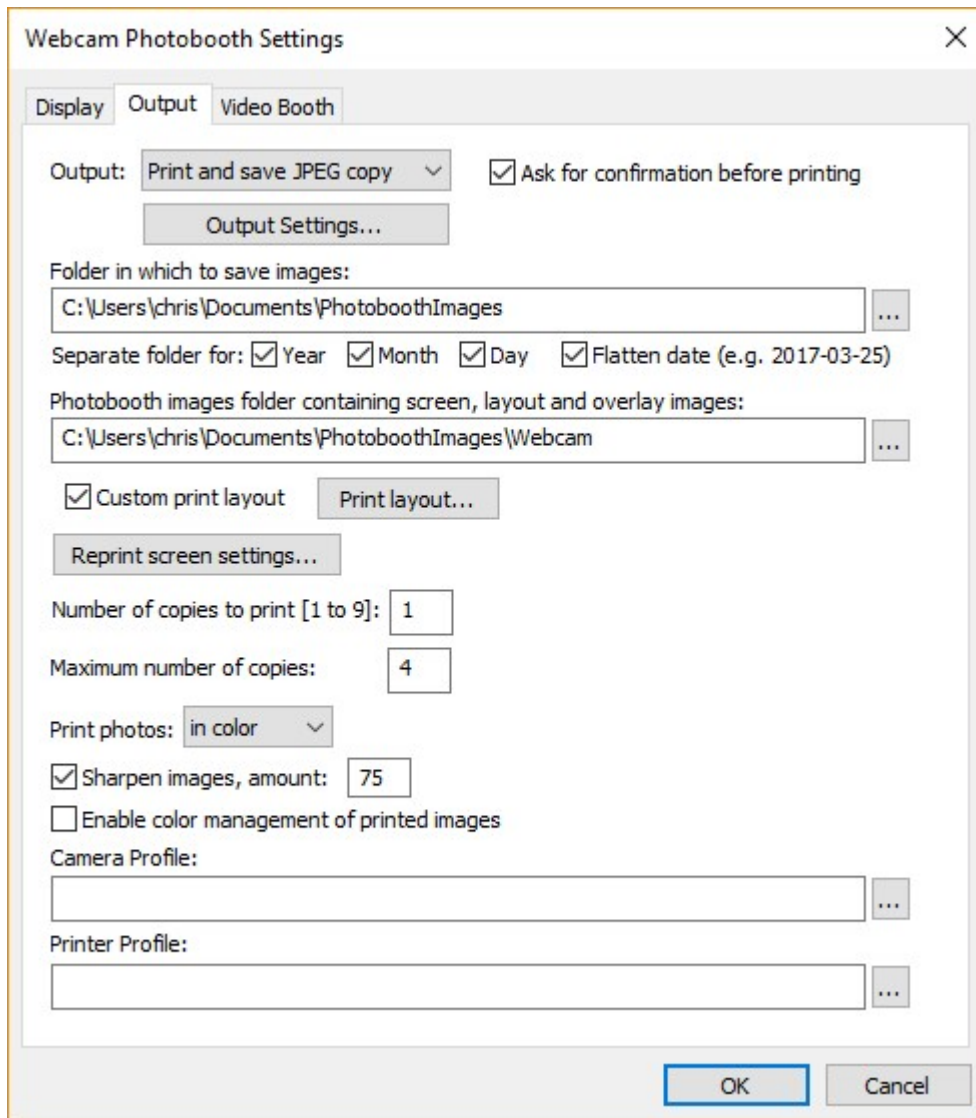 Webcam Photobooth Settings
Display Output Video Booth
Output: Print and save JPEG copy Ask for confirmation before printing
Output Settings...
Folder in which to save images:
C:\Users\chris\Documents\PhotoboothImages
...
Separate folder for: Year Month Day Flatten date (e.g. 2017-03-25)
Photobooth images folder containing screen, layout and overlay images:
C:\Users\chris\Documents\PhotoboothImages\Webcam
...
Custom print layout Print layout...
Reprint screen settings...
Number of copies to print [1 to 9]: 1
Maximum number of copies: 4
Print photos: in color
Sharpen images, amount: 75
Enable color management of printed images
Camera Profile:
...
Printer Profile:
...
OK Cancel